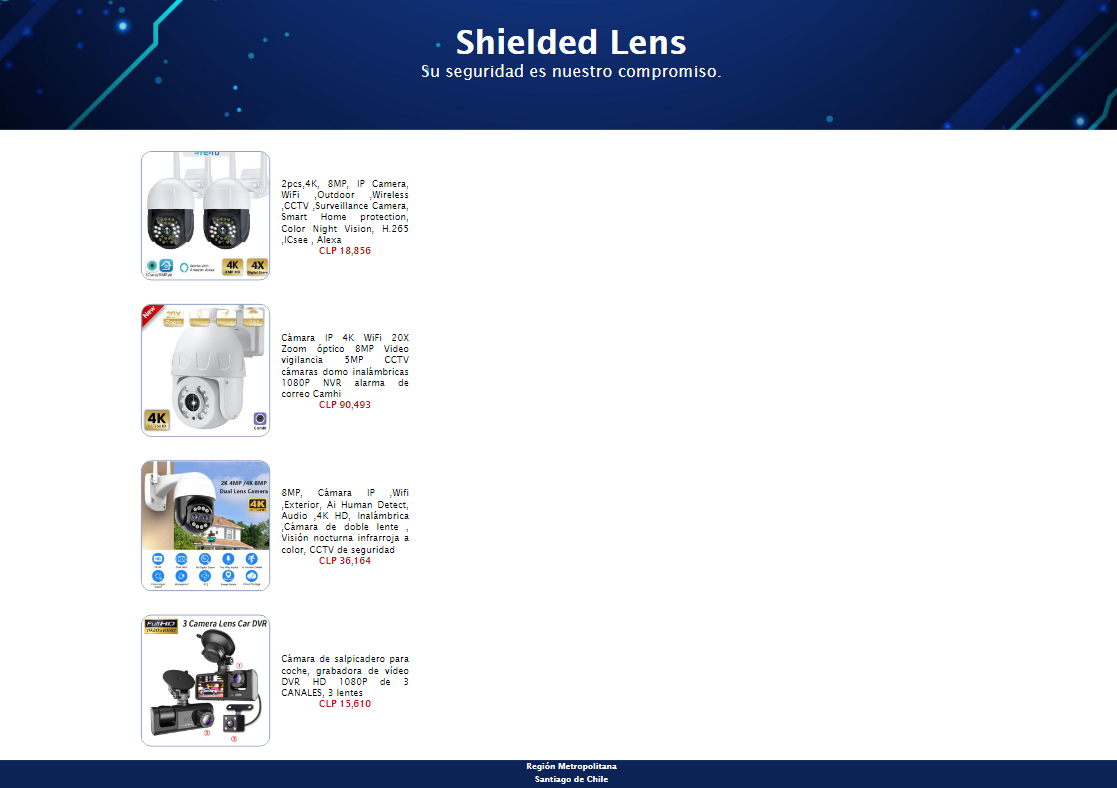 Shielded Lens
Su seguridad es nuestro compromiso.
2pcs,4K, 8MP, IP Camera,
WiFi ,Outdoor ,Wireless
,CCTV ,Surveillance Camera,
Smart Home protection,
Color Night Vision, H.265
,ICsee , Alexa
CLP 18,856
4K
4X
New
20X
Cámara IP 4K WiFi 20X
Zoom óptico 8MP Video
vigilancia 5MP CCTV
cámaras domo inalámbricas
1080P NVR alarma de
correo Camhi
CLP 90,493
4K
CamHi
2K 4MP /4K 8MP
Dual Lens Camera
4K
8MP, Cámara IP ,Wifi
,Exterior, Ai Human Detect,
Audio ,4K HD, Inalámbrica
,Cámara de doble lente ,
Visión nocturna infrarroja a
color, CCTV de seguridad
CLP 36,164
Full HD
3 Camera Lens Car DVR
①
②
③
Cámara de salpicadero para
coche, grabadora de vídeo
DVR HD 1080P de 3
CANALES, 3 lentes
CLP 15,610
Región Metropolitana
Santiago de Chile